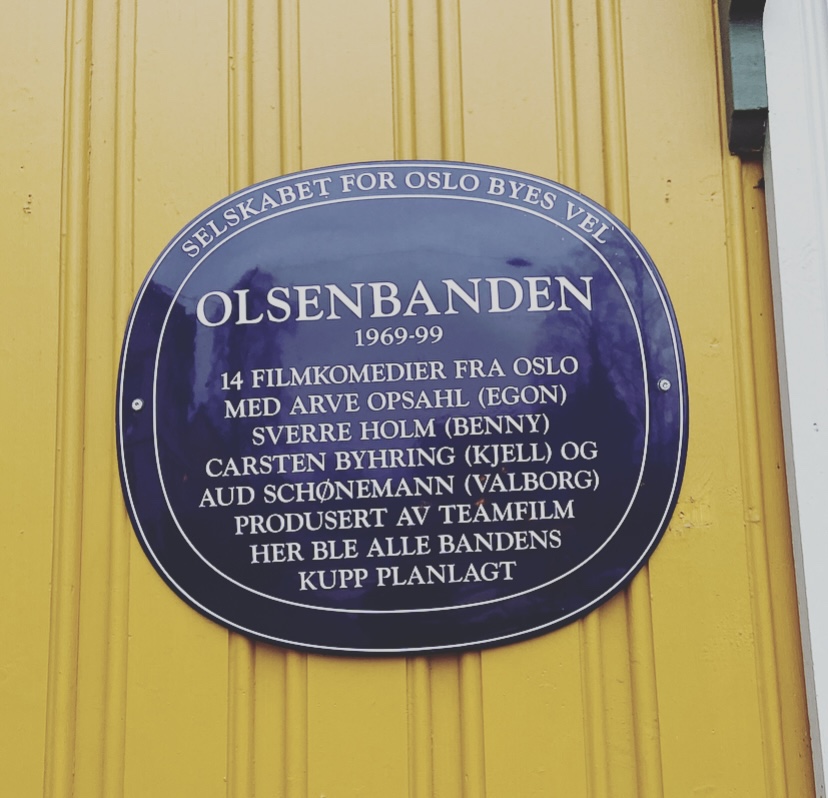 SELSKABET FOR OSLO BYES VEL
OLSENBANDEN
1969-99
14 FILMKOMEDIER FRA OSLO
MED ARVE OPSAHL (EGON)
SVERRE HOLM (BENNY)
CARSTEN BYHRING (KJELL) OG
AUD SCHØNEMANN (VALBORG)
PRODUSERT AV TEAMFILM
HER BLE ALLE BANDENS
KUPP PLANLAGT